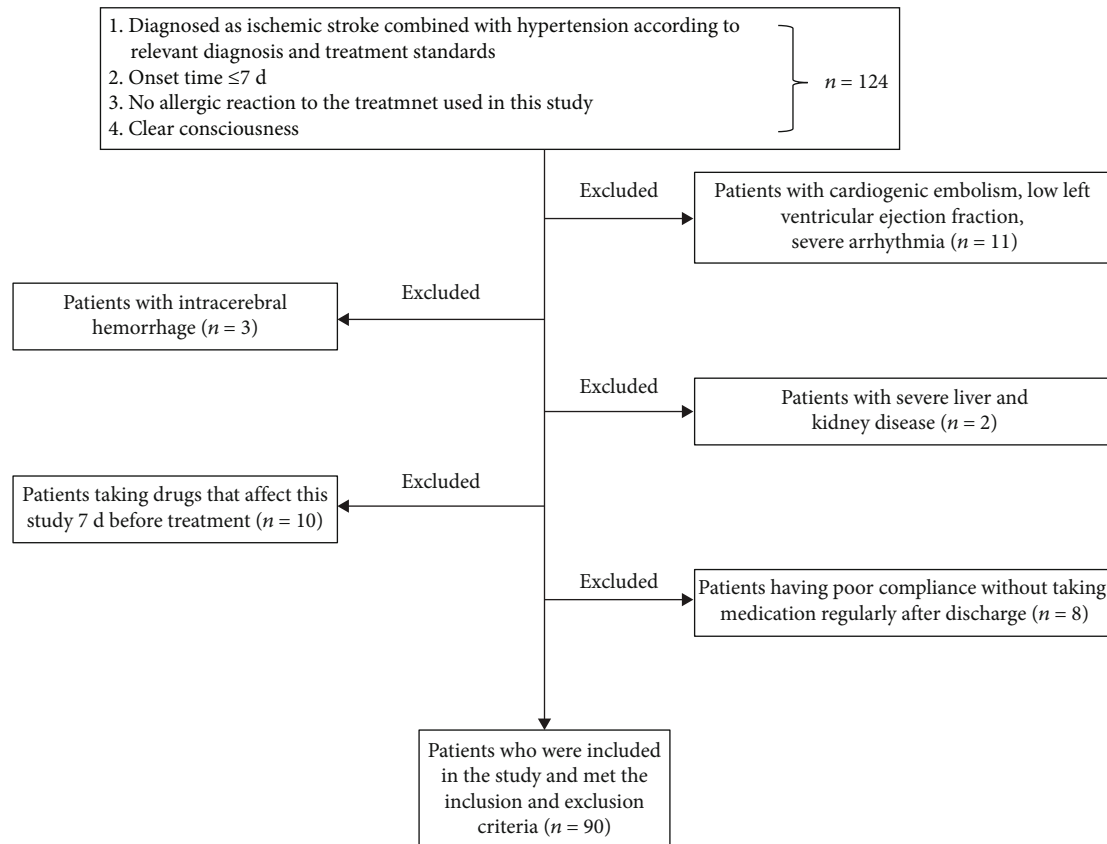 1. Diagnosed as ischemic stroke combined with hypertension according to
relevant diagnosis and treatment standards
2. Onset time ≤7 d
3. No allergic reaction to the treatmnet used in this study
4. Clear consciousness
n = 124
Excluded
Patients with cardiogenic embolism, low left
ventricular ejection fraction,
severe arrhythmia (n = 11)
Excluded
Patients with intracerebral
hemorrhage (n = 3)
Excluded
Patients with severe liver and
kidney disease (n = 2)
Excluded
Patients taking drugs that affect this
study 7 d before treatment (n = 10)
Excluded
Patients having poor compliance without taking
medication regularly after discharge (n = 8)
Patients who were included
in the study and met the
inclusion and exclusion
criteria (n = 90)